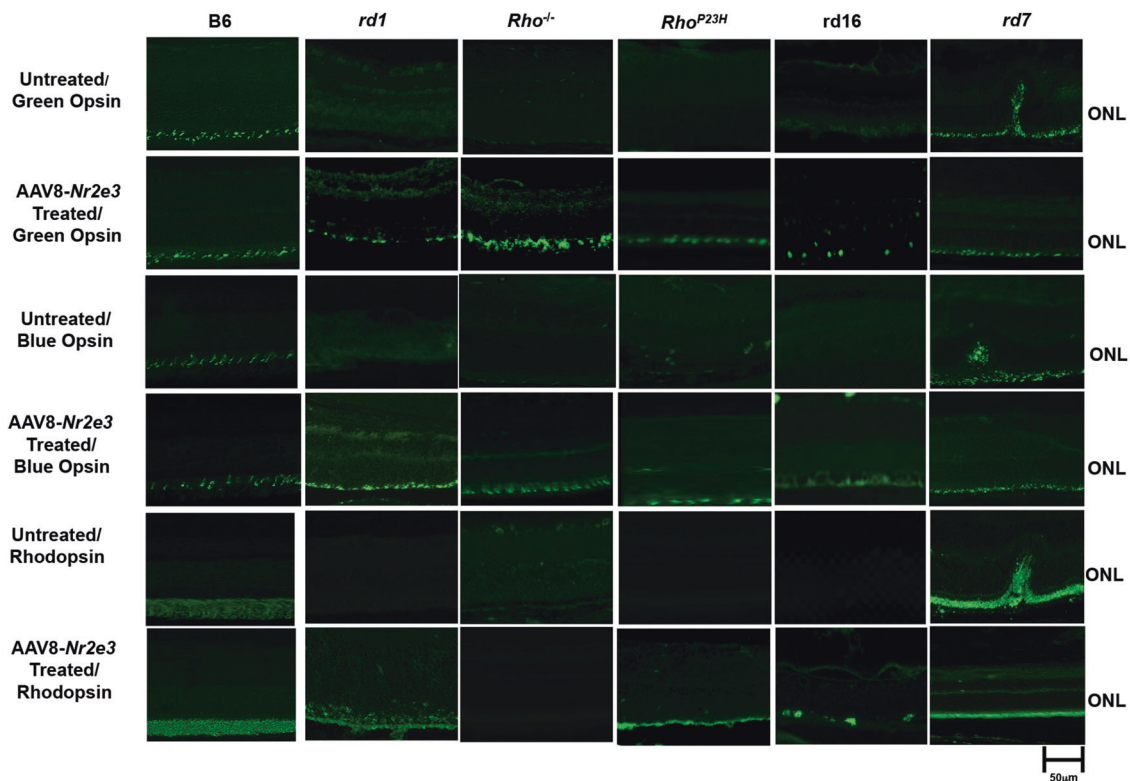 B6 rd1 Rho-/- RhoP23H rd16 rd7
Untreated/
Green Opsin
ONL
AAV8-Nr2e3
Treated/
Green Opsin
ONL
Untreated/
Blue Opsin
ONL
AAV8-Nr2e3
Treated/
Blue Opsin
ONL
Untreated/
Rhodopsin
ONL
AAV8-Nr2e3
Treated/
Rhodopsin
ONL
50μm